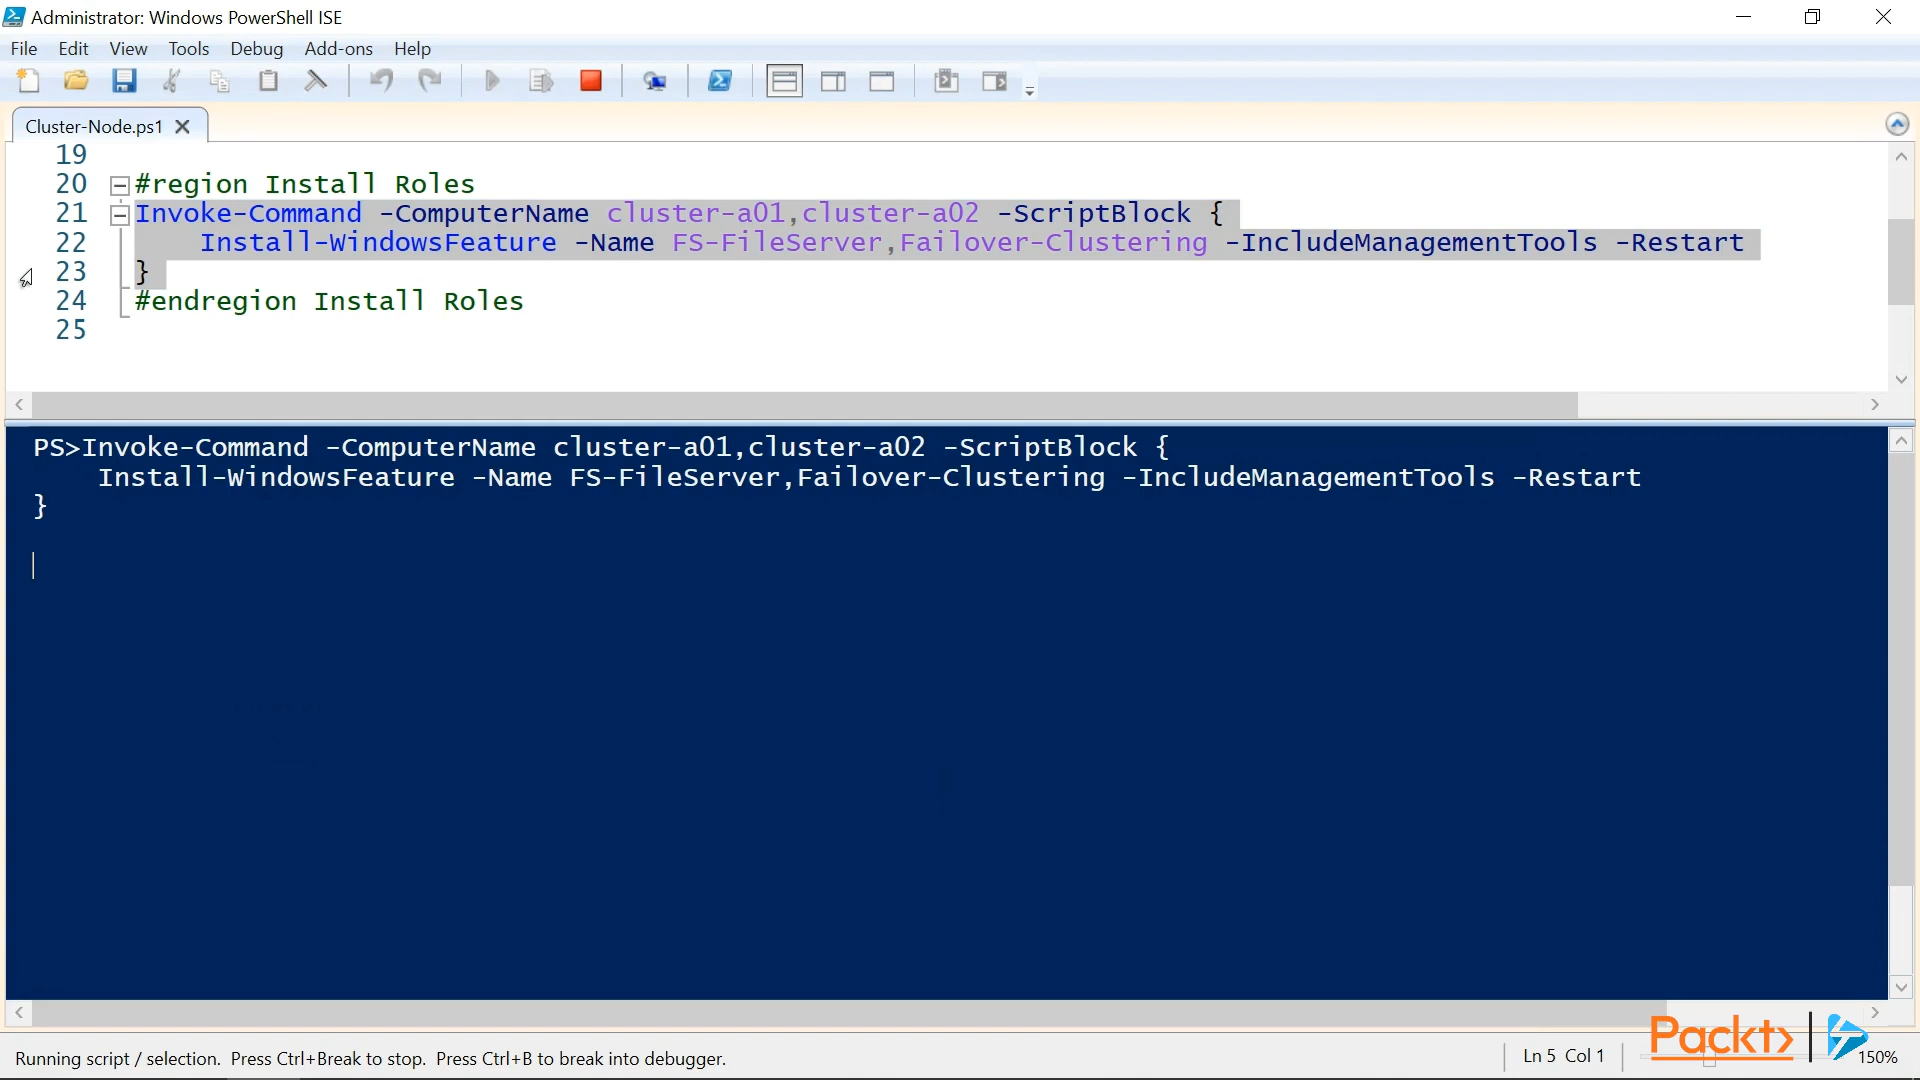 Administrator: Windows PowerShell ISE
File Edit View Tools Debug Add-ons Help
Cluster-Node.ps1
19
20 #region Install Roles
21 Invoke-Command -ComputerName cluster-a01,cluster-a02 -ScriptBlock {
22 Install-WindowsFeature -Name FS-FileServer,Failover-Clustering -IncludeManagementTools -Restart
23 }
24 #endregion Install Roles
25
PS>Invoke-Command -ComputerName cluster-a01,cluster-a02 -ScriptBlock {
Install-WindowsFeature -Name FS-FileServer,Failover-Clustering -IncludeManagementTools -Restart
}
Running script / selection. Press Ctrl+Break to stop. Press Ctrl+B to break into debugger.
Ln 5 Col 1
Packt>
150%